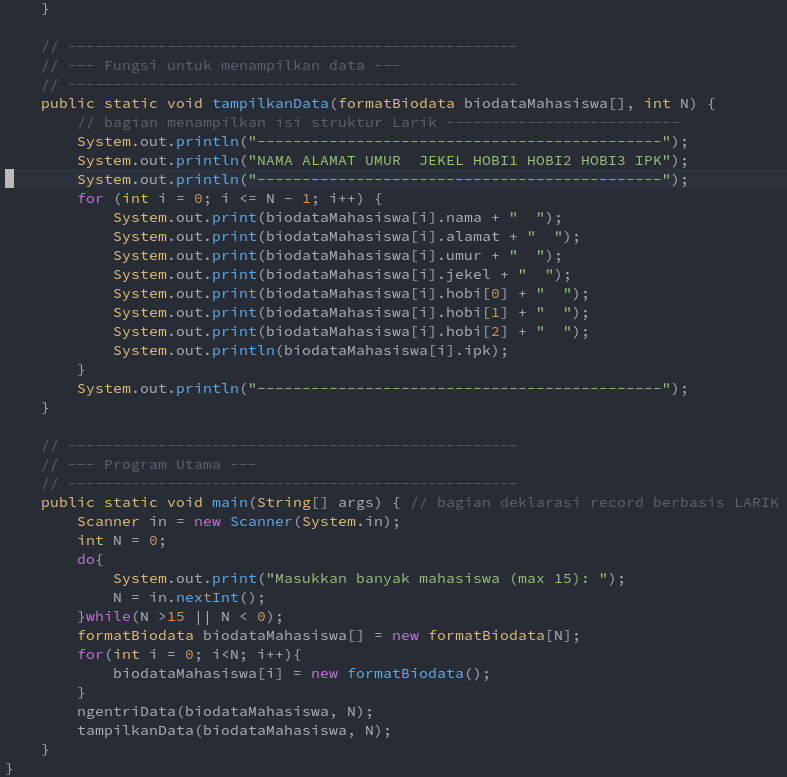 }

    // --------------------------------------------------
    // --- Fungsi untuk menampilkan data ---
    // --------------------------------------------------
    public static void tampilkanData(formatBiodata biodataMahasiswa[], int N) {
        // bagian menampilkan isi struktur Larik --------------------------
        System.out.println("---------------------------------------------");
        System.out.println("NAMA ALAMAT UMUR  JEKEL HOBI1 HOBI2 HOBI3 IPK");
        System.out.println("---------------------------------------------");
        for (int i = 0; i <= N - 1; i++) {
            System.out.print(biodataMahasiswa[i].nama + "  ");
            System.out.print(biodataMahasiswa[i].alamat + "  ");
            System.out.print(biodataMahasiswa[i].umur + "  ");
            System.out.print(biodataMahasiswa[i].jekel + "  ");
            System.out.print(biodataMahasiswa[i].hobi[0] + "  ");
            System.out.print(biodataMahasiswa[i].hobi[1] + "  ");
            System.out.print(biodataMahasiswa[i].hobi[2] + "  ");
            System.out.println(biodataMahasiswa[i].ipk);
        }
        System.out.println("---------------------------------------------");
    }

    // --------------------------------------------------
    // --- Program Utama ---
    // --------------------------------------------------
    public static void main(String[] args) { // bagian deklarasi record berbasis LARIK
        Scanner in = new Scanner(System.in);
        int N = 0;
        do{
            System.out.print("Masukkan banyak mahasiswa (max 15): ");
            N = in.nextInt();
        }while(N >15 || N < 0);
        formatBiodata biodataMahasiswa[] = new formatBiodata[N];
        for(int i = 0; i<N; i++){
            biodataMahasiswa[i] = new formatBiodata();
        }
        ngentriData(biodataMahasiswa, N);
        tampilkanData(biodataMahasiswa, N);
    }
}